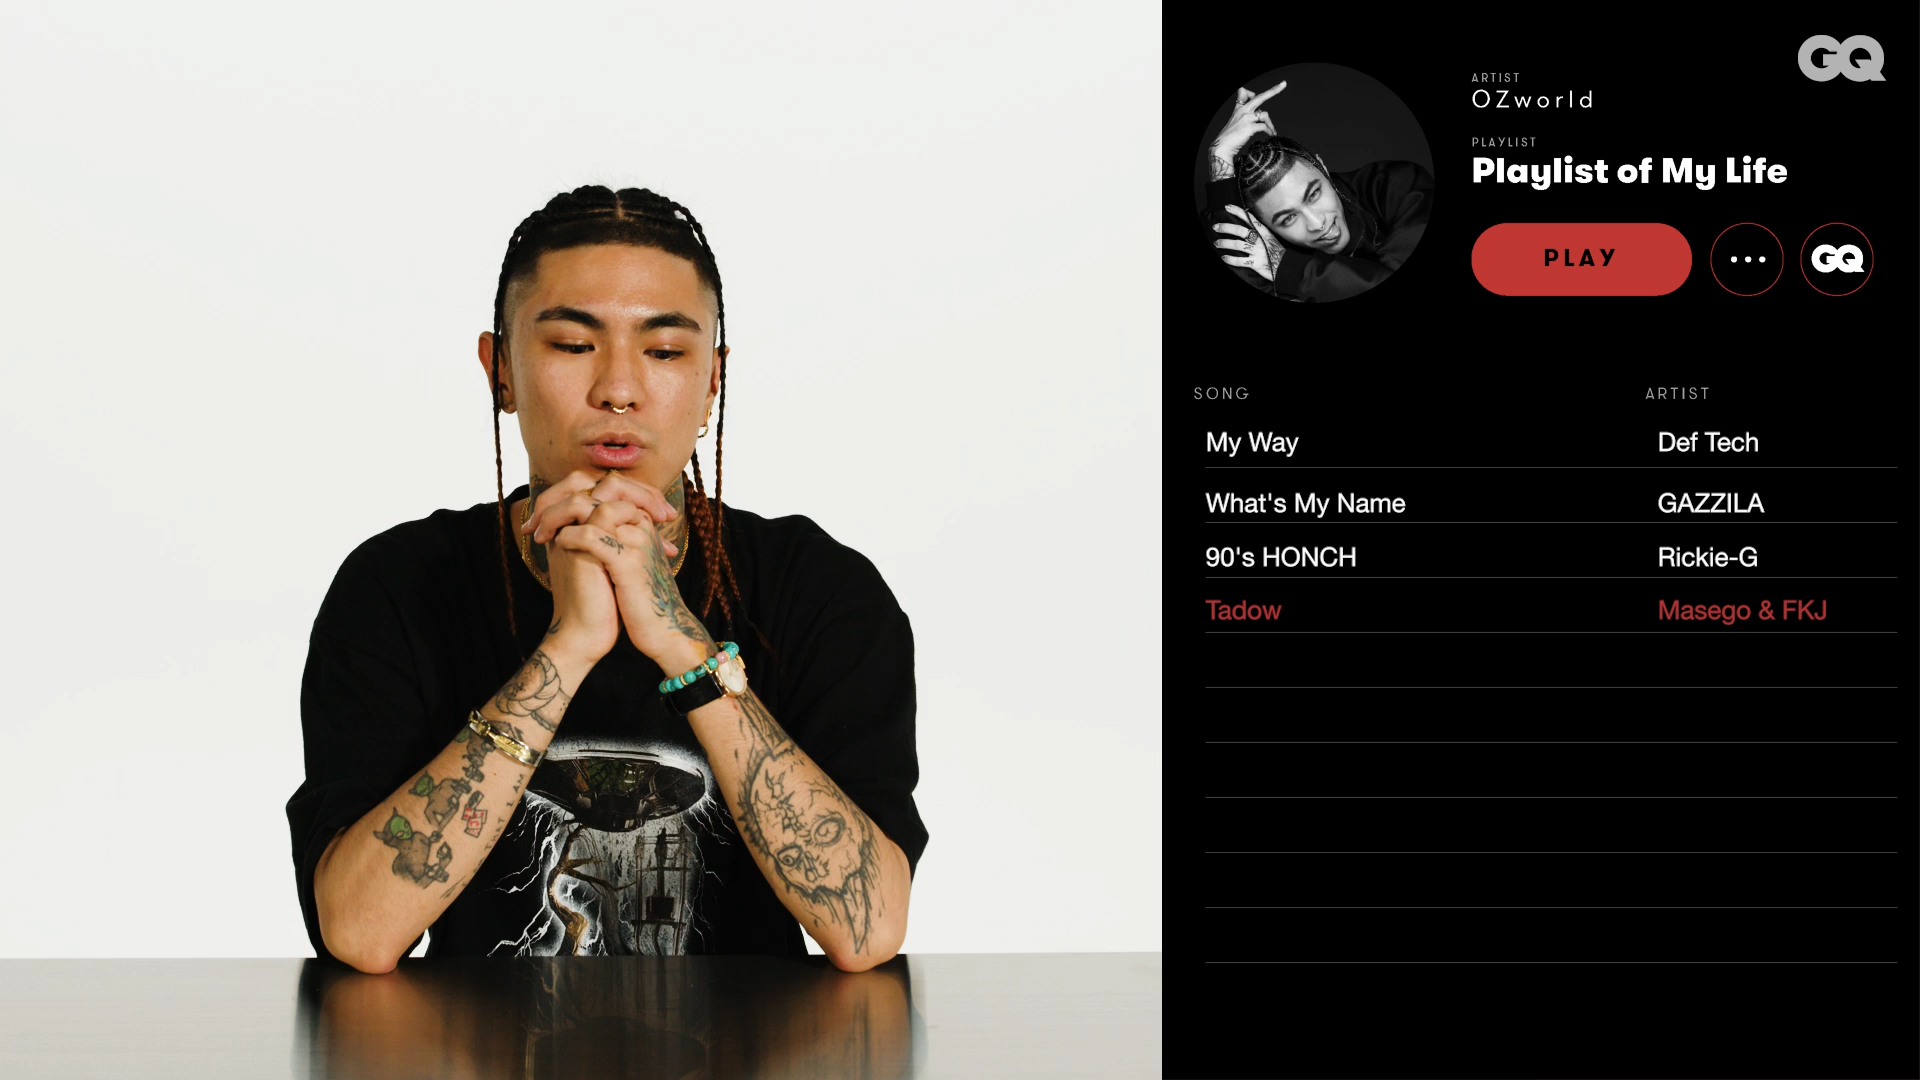 GQ
ARTIST
OZworld
PLAYLIST
Playlist of My Life
PLAY
GQ
SONG ARTIST
My Way Def Tech
What's My Name GAZZILA
90's HONCH Rickie-G
Tadow Masego & FKJ